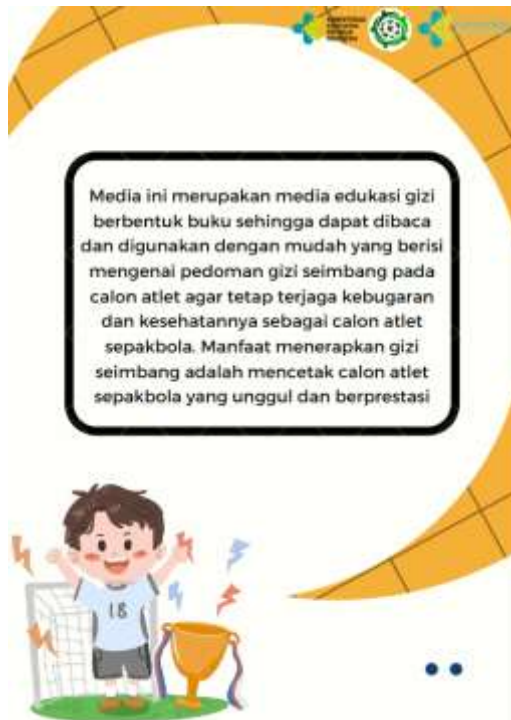 Media ini merupakan media edukasi gizi
berbentuk buku sehingga dapat dibaca
dan digunakan dengan mudah yang berisi
mengenai pedoman gizi seimbang pada
calon atlet agar tetap terjaga kebugaran
dan kesehatannya sebagai calon atlet
sepakbola. Manfaat menerapkan gizi
seimbang adalah mencetak calon atlet
sepakbola yang unggul dan berprestasi
18